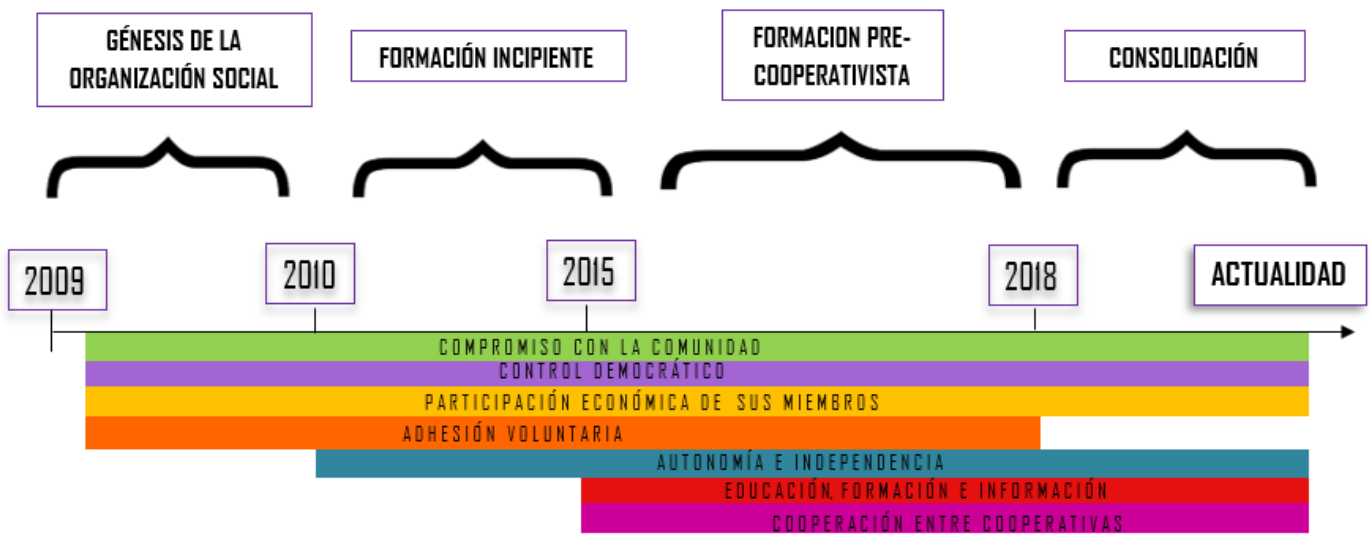 GÉNESIS DE LA
ORGANIZACIÓN SOCIAL
FORMACIÓN INCIPIENTE
FORMACION PRE-
COOPERATIVISTA
CONSOLIDACIÓN
2009
2010
2015
2018
ACTUALIDAD
COMPROMISO CON LA COMUNIDAD
CONTROL DEMOCRÁTICO
PARTICIPACIÓN ECONÓMICA DE SUS MIEMBROS
ADHESIÓN VOLUNTARIA
AUTONOMÍA E INDEPENDENCIA
EDUCACIÓN, FORMACIÓN E INFORMACIÓN
COOPERACIÓN ENTRE COOPERATIVAS